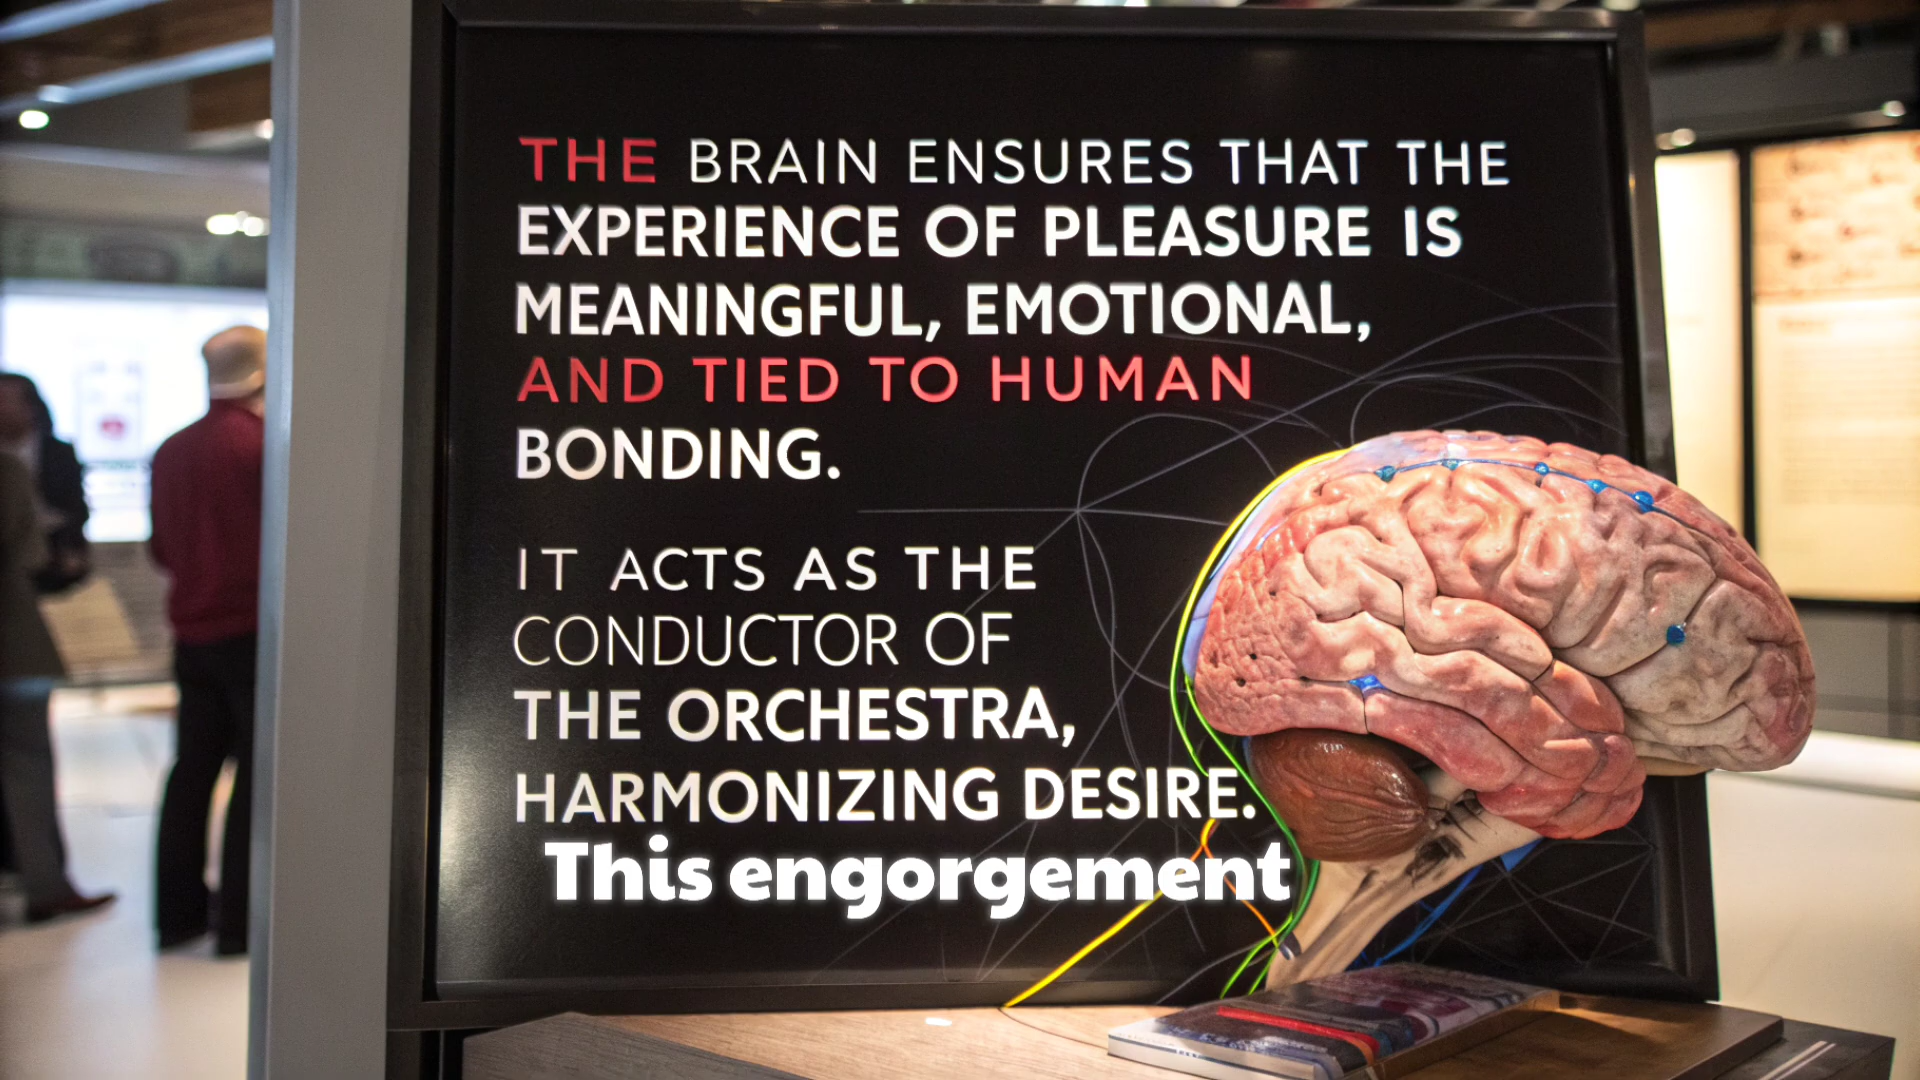 THE BRAIN ENSURES THAT THE
EXPERIENCE OF PLEASURE IS
MEANINGFUL, EMOTIONAL,
AND TIED TO HUMAN
BONDING.
IT ACTS AS THE
CONDUCTOR OF
THE ORCHESTRA,
HARMONIZING DESIRE.
This engorgement